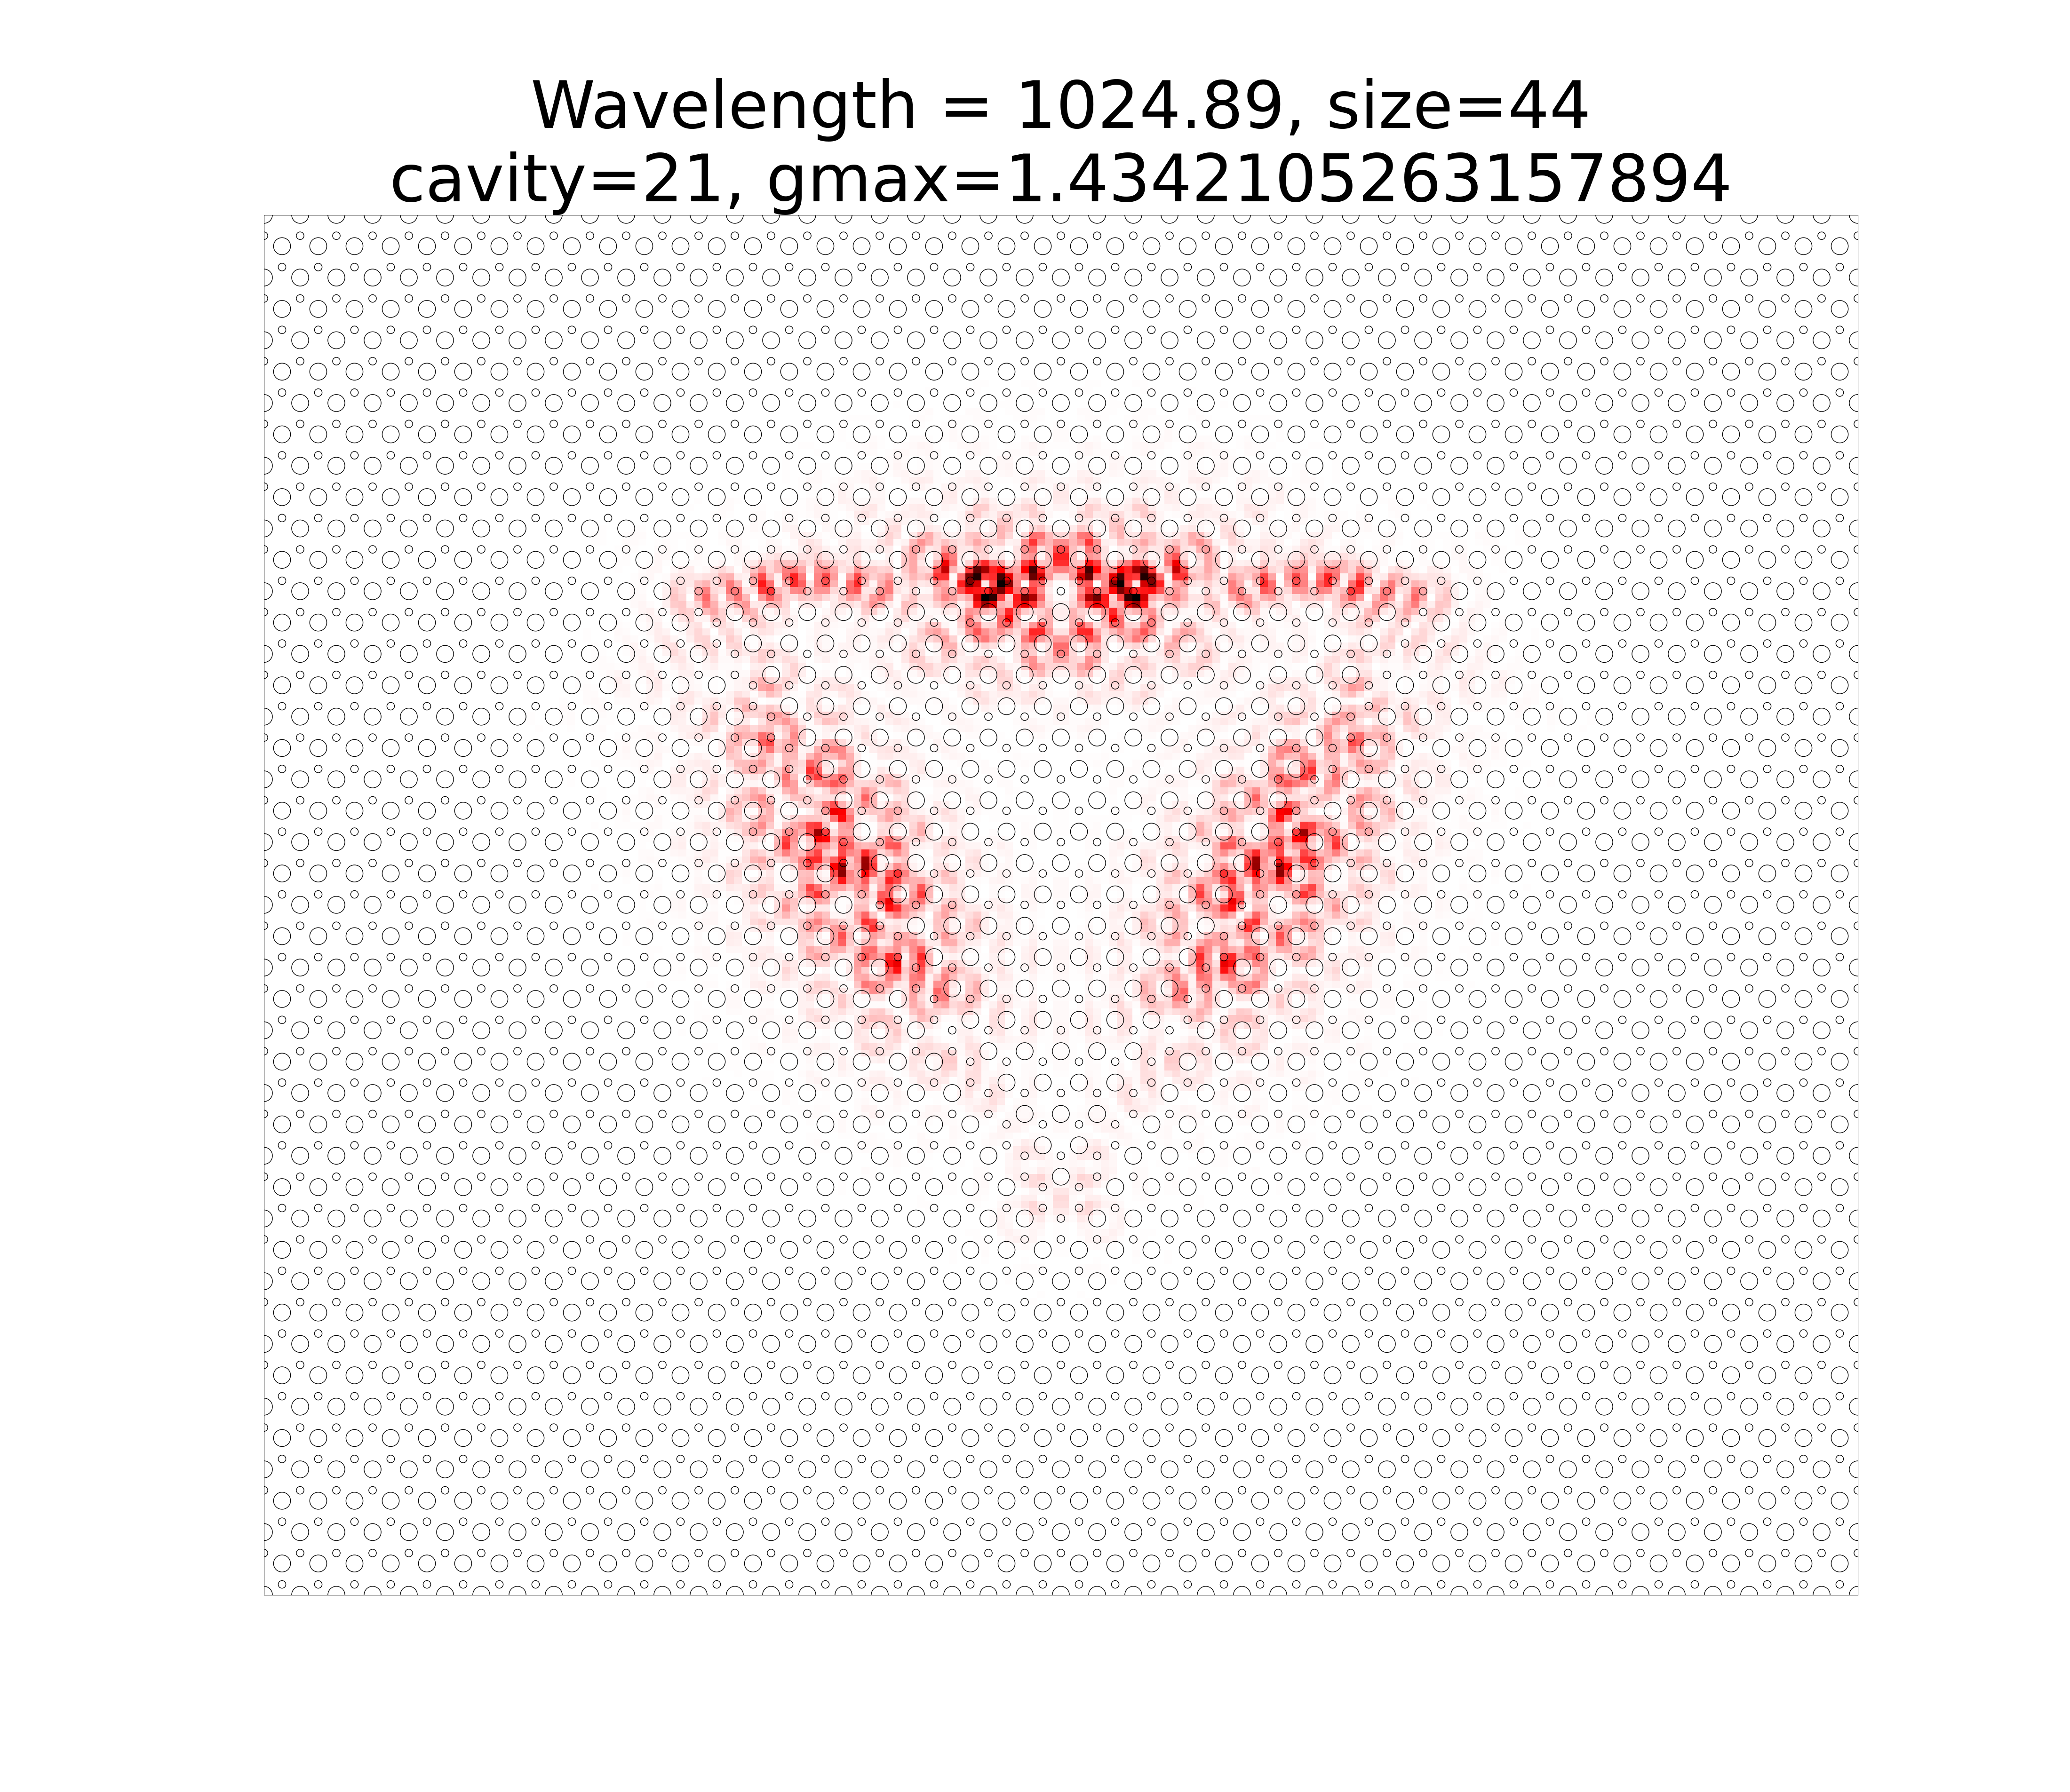 Wavelength = 1024.89, size=44
cavity=21, gmax=1.4342105263157894